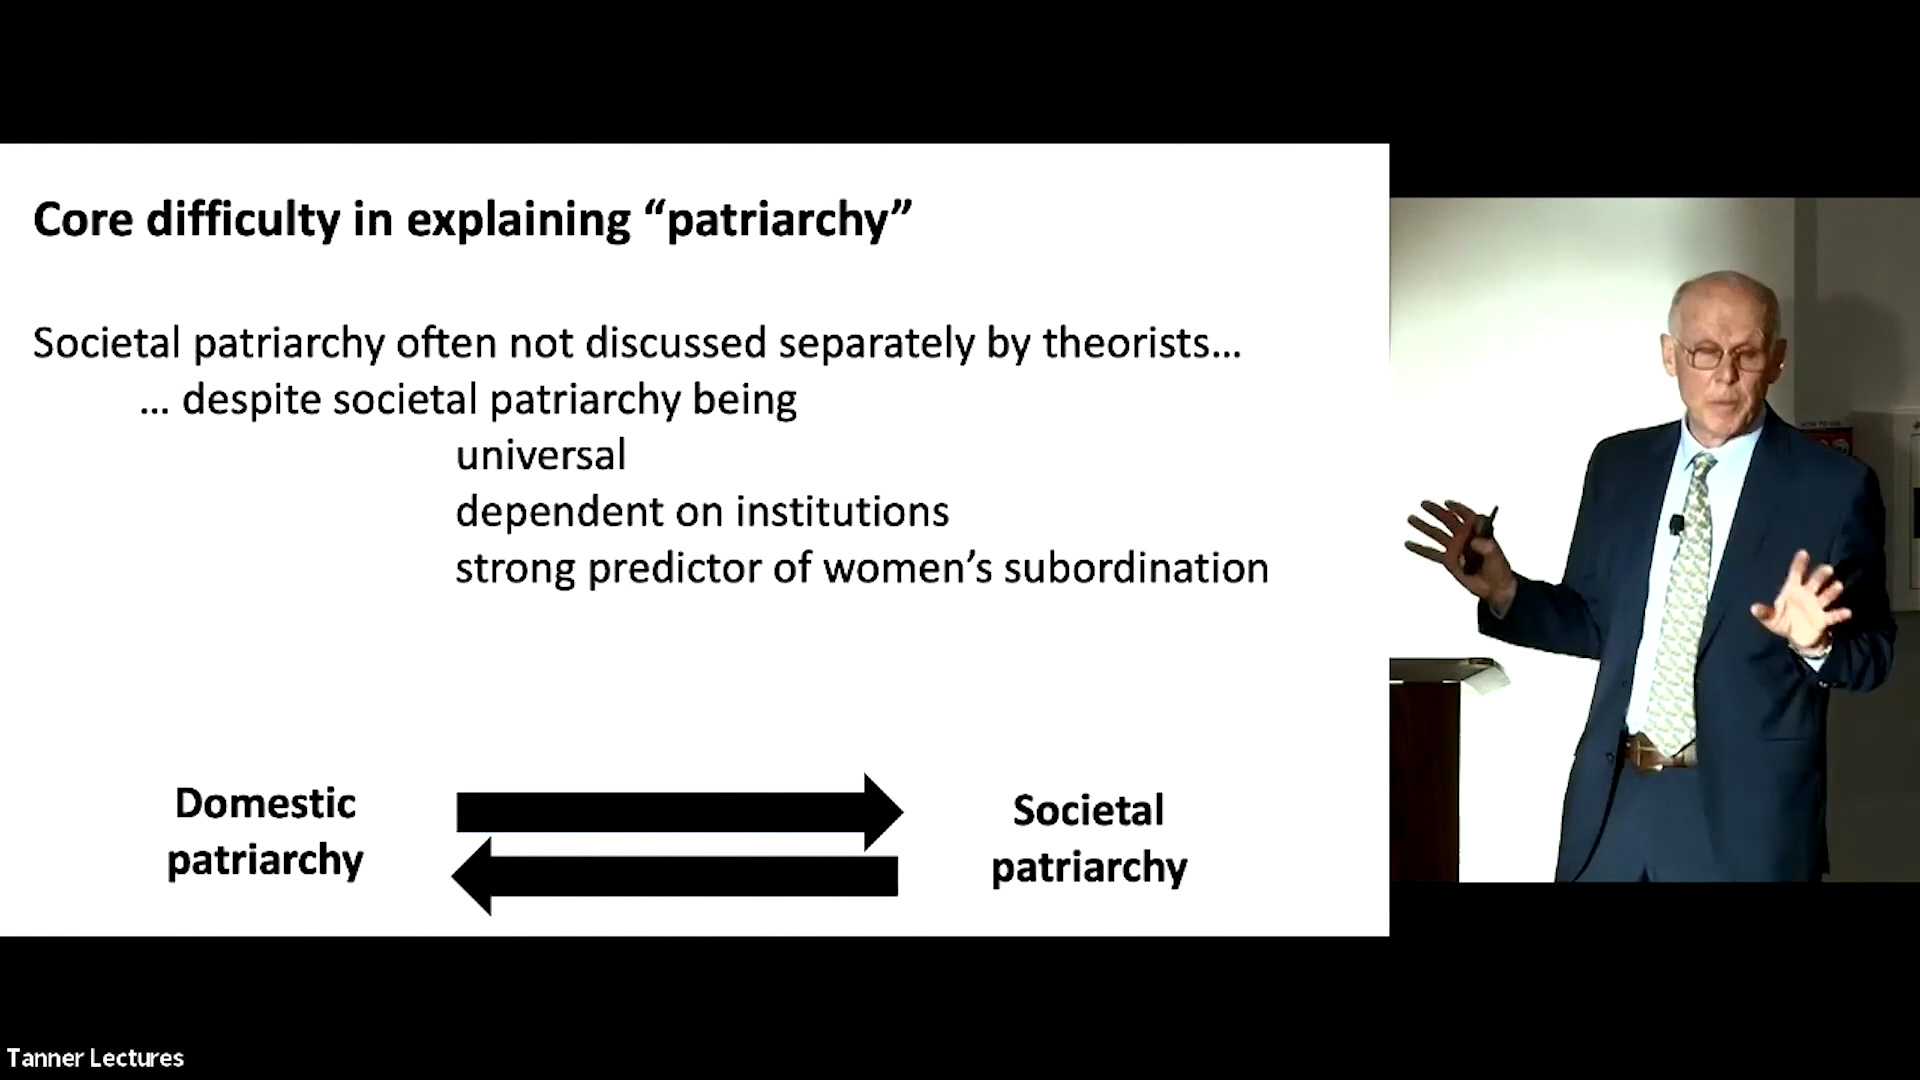 Core difficulty in explaining “patriarchy”
Societal patriarchy often not discussed separately by theorists...
... despite societal patriarchy being
universal
dependent on institutions
strong predictor of women’s subordination
Domestic
patriarchy
Societal
patriarchy
Tanner Lectures